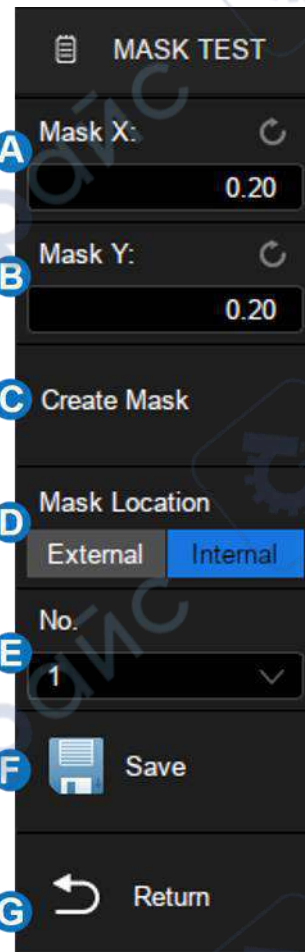 MASK TEST
A
Mask X:
0.20
B
Mask Y:
0.20
C
Create Mask
D
Mask Location
External Internal
No.
E
1
F
Save
G
Return